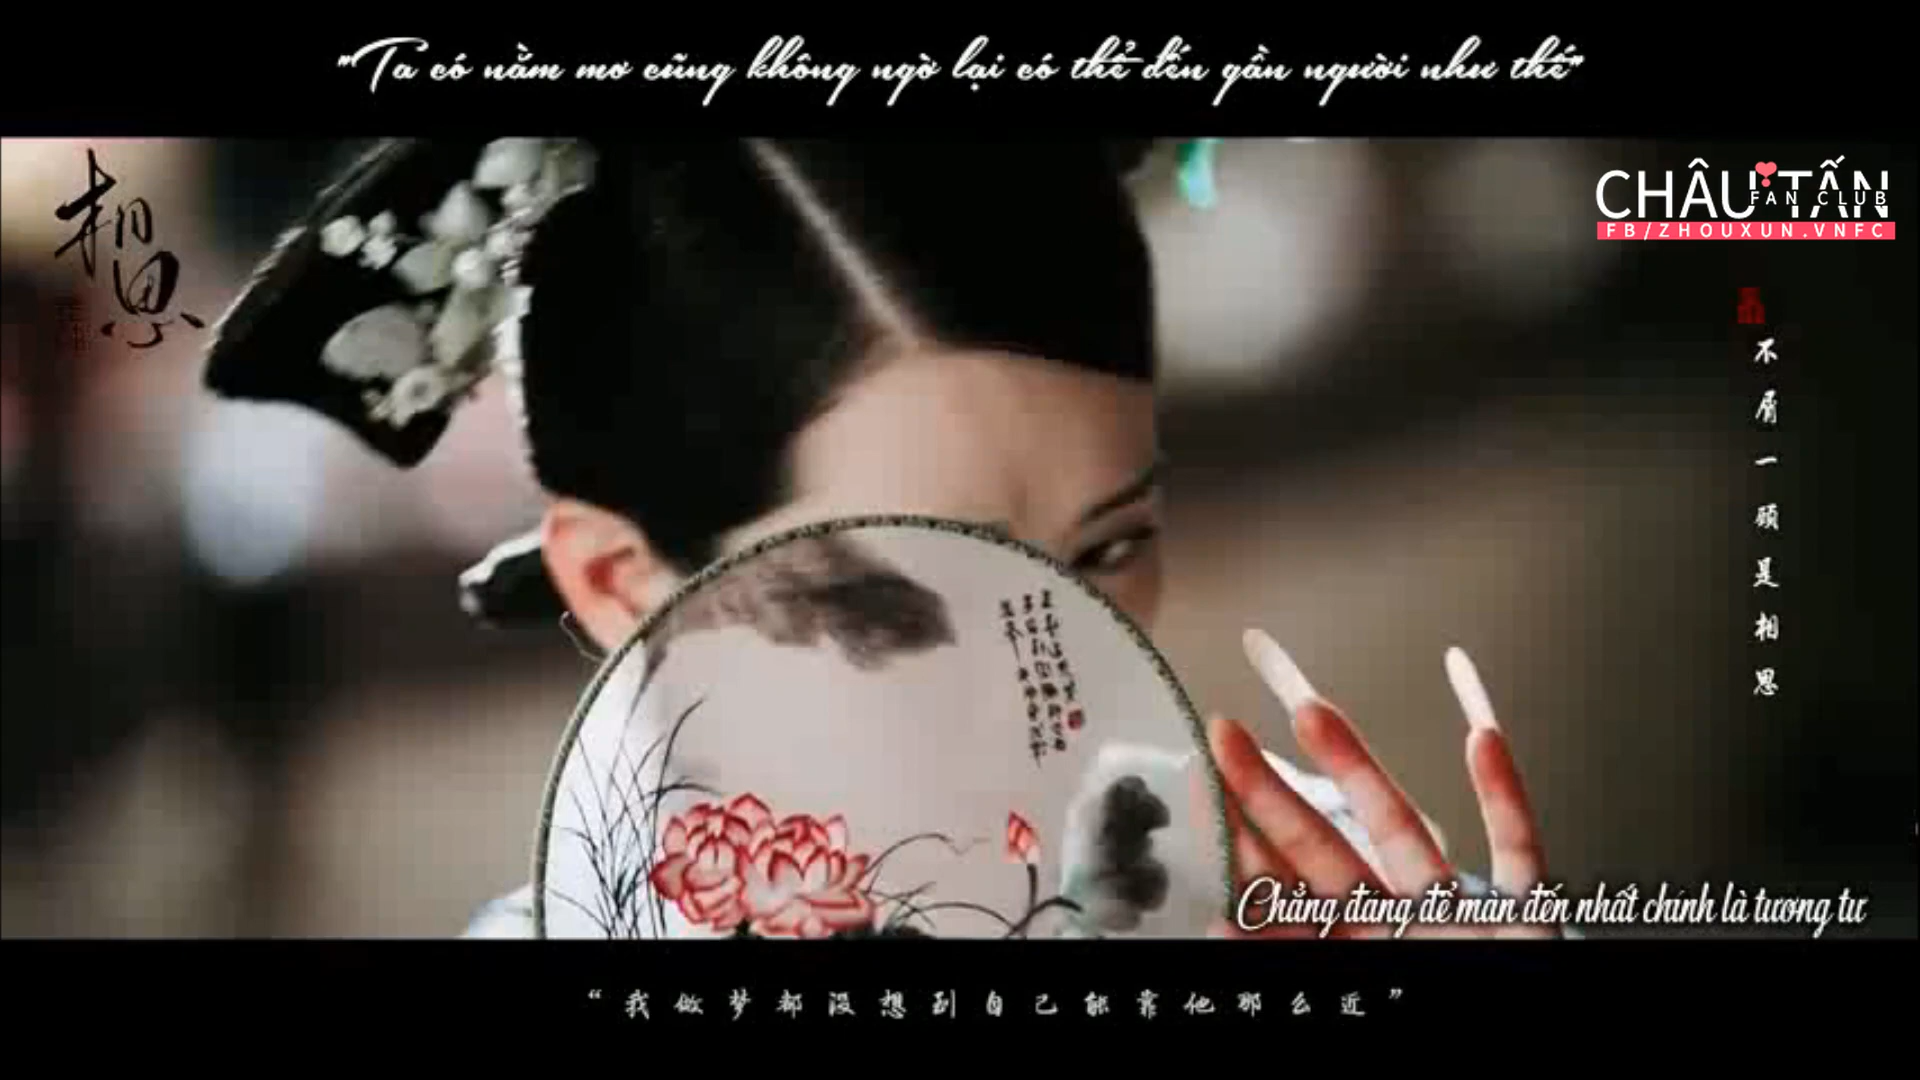 "Ta có nằm mơ cũng không ngờ lại có thể đến gần người như thế"
相思
CHÂU TẤN
FAN CLUB
FB/ZHOUXUN.VNFC
不屑一顾是相思
Chẳng đáng để màn đến nhất chính là tương tư
“我做梦都没想到自己能靠他那么近”